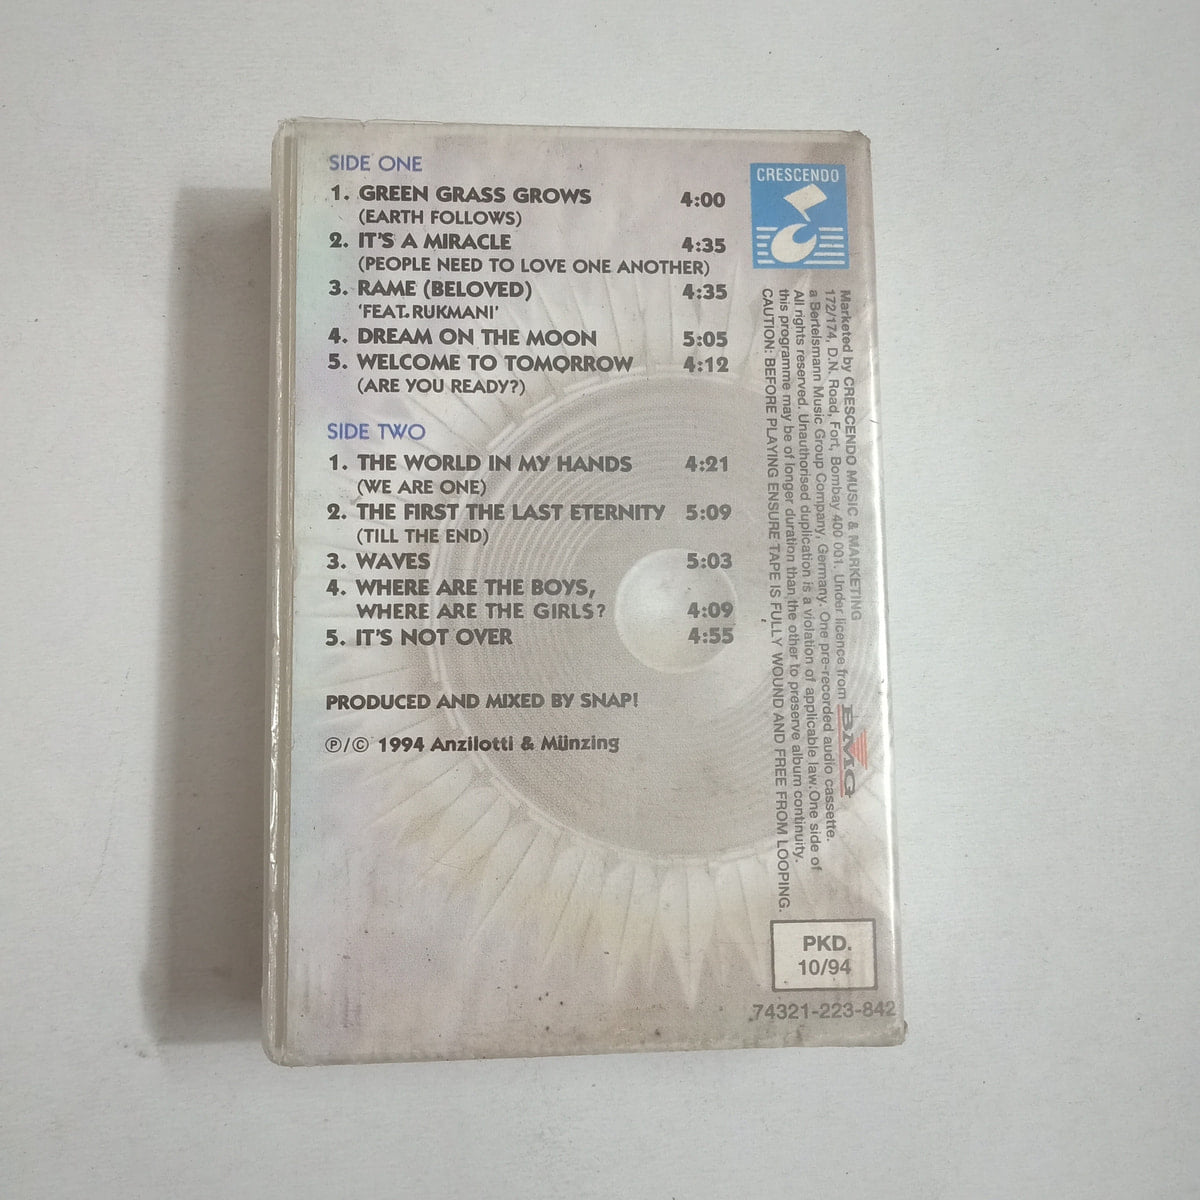 SIDE ONE
1. GREEN GRASS GROWS 4:00
(EARTH FOLLOWS)
2. IT'S A MIRACLE 4:35
(PEOPLE NEED TO LOVE ONE ANOTHER)
3. RAME (BELOVED) 4:35
'FEAT. RUKMANI'
4. DREAM ON THE MOON 5:05
5. WELCOME TO TOMORROW 4:12
(ARE YOU READY?)
SIDE TWO
1. THE WORLD IN MY HANDS 4:21
(WE ARE ONE)
2. THE FIRST THE LAST ETERNITY 5:09
(TILL THE END)
3. WAVES 5:03
4. WHERE ARE THE BOYS,
WHERE ARE THE GIRLS? 4:09
5. IT'S NOT OVER 4:55
PRODUCED AND MIXED BY SNAP!
℗/© 1994 Anzilotti & Münzing
CRESCENDO
Marketed by CRESCENDO MUSIC & MARKETING
172/174, D.N. Road, Fort, Bombay 400 001. Under licence from BMG
a Bertelsmann Music Group Company, Germany. One pre-recorded audio cassette.
All rights reserved. Unauthorised duplication is a violation of applicable law. One side of
this programme may be of longer duration than the other to preserve album continuity.
CAUTION: BEFORE PLAYING ENSURE TAPE IS FULLY WOUND AND FREE FROM LOOPING.
PKD.
10/94
74321-223-842